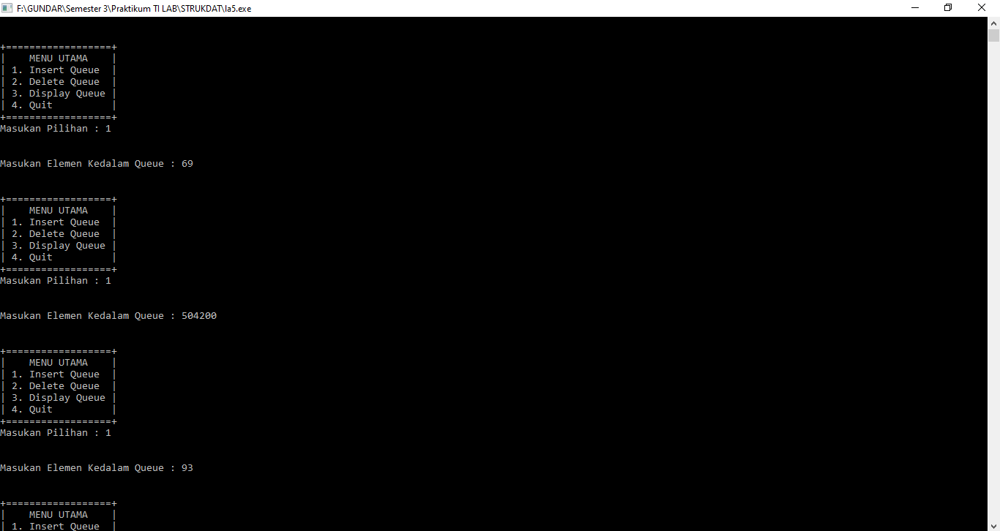 F:\GUNDAR\Semester 3\Praktikum TI LAB\STRUKDAT\la5.exe
+==================+
|    MENU UTAMA    |
| 1. Insert Queue  |
| 2. Delete Queue  |
| 3. Display Queue |
| 4. Quit          |
+==================+
Masukan Pilihan : 1
Masukan Elemen Kedalam Queue : 69
+==================+
|    MENU UTAMA    |
| 1. Insert Queue  |
| 2. Delete Queue  |
| 3. Display Queue |
| 4. Quit          |
+==================+
Masukan Pilihan : 1
Masukan Elemen Kedalam Queue : 504200
+==================+
|    MENU UTAMA    |
| 1. Insert Queue  |
| 2. Delete Queue  |
| 3. Display Queue |
| 4. Quit          |
+==================+
Masukan Pilihan : 1
Masukan Elemen Kedalam Queue : 93
+==================+
|    MENU UTAMA    |
| 1. Insert Queue  |